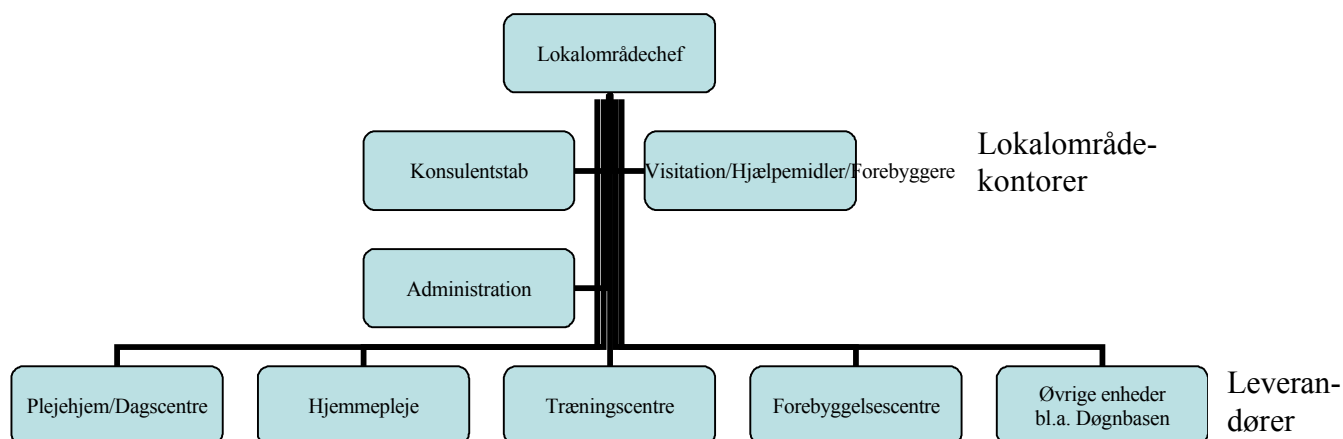 Lokalområdechef
Konsulentstab
Visitation/Hjælpemidler/Forebyggere
Lokalområde-
kontorer
Administration
Plejehjem/Dagscentre
Hjemmepleje
Træningscentre
Forebyggelsescentre
Øvrige enheder
bl.a. Døgnbasen
Leveran-
dører